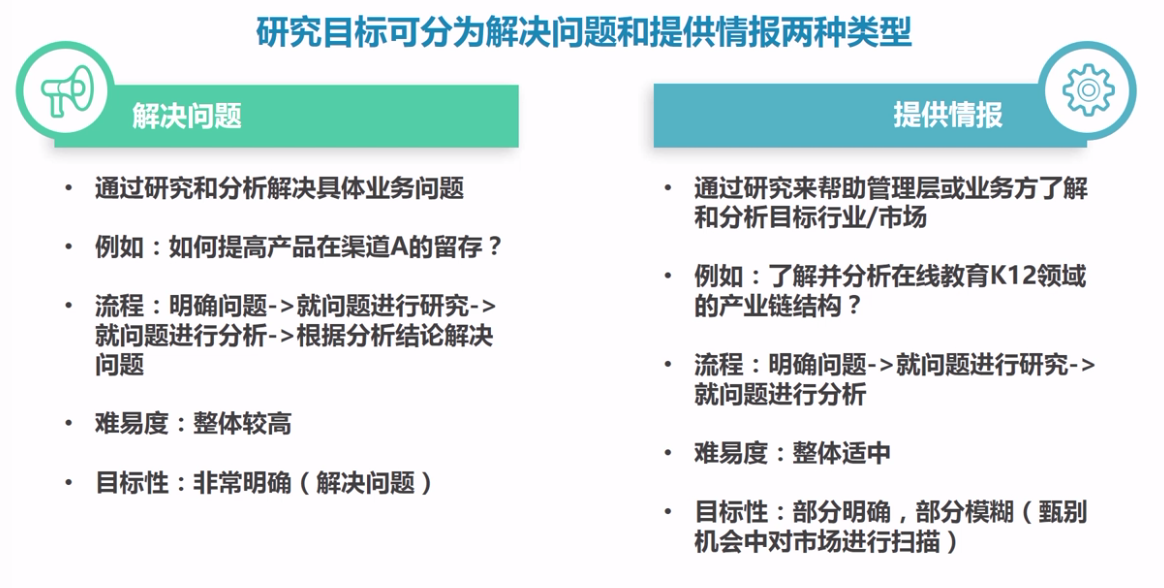 研究目标可分为解决问题和提供情报两种类型
解决问题
• 通过研究和分析解决具体业务问题
• 例如：如何提高产品在渠道A的留存？
• 流程：明确问题->就问题进行研究->
就问题进行分析->根据分析结论解决
问题
• 难易度：整体较高
• 目标性：非常明确（解决问题）
提供情报
• 通过研究来帮助管理层或业务方了解
和分析目标行业/市场
• 例如：了解并分析在线教育K12领域
的产业链结构？
• 流程：明确问题->就问题进行研究->
就问题进行分析
• 难易度：整体适中
• 目标性：部分明确，部分模糊（甄别
机会中对市场进行扫描）